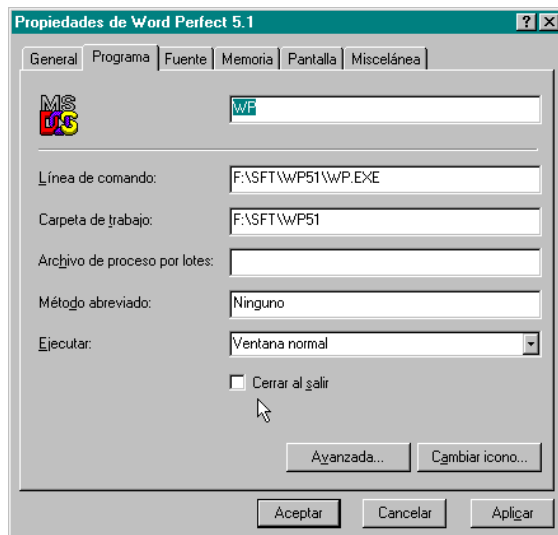 Propiedades de Word Perfect 5.1
General Programa Fuente Memoria Pantalla Miscelánea
MS DOS
WP
Línea de comando: F:\SFT\WP51\WP.EXE
Carpeta de trabajo: F:\SFT\WP51
Archivo de proceso por lotes:
Método abreviado: Ninguno
Ejecutar: Ventana normal
Cerrar al salir
Avanzada... Cambiar icono...
Aceptar Cancelar Aplicar